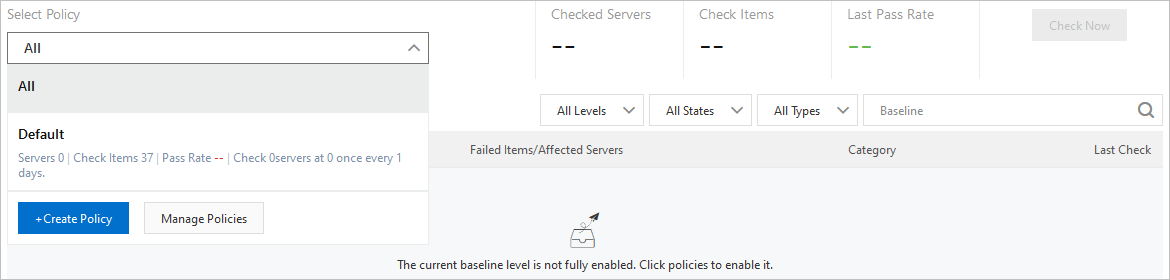 Select Policy
All
Checked Servers
--
Check Items
--
Last Pass Rate
--
Check Now
All
Default
Servers 0 | Check Items 37 | Pass Rate -- | Check 0servers at 0 once every 1
days.
+Create Policy
Manage Policies
All Levels
All States
All Types
Baseline
Failed Items/Affected Servers
Category
Last Check
The current baseline level is not fully enabled. Click policies to enable it.